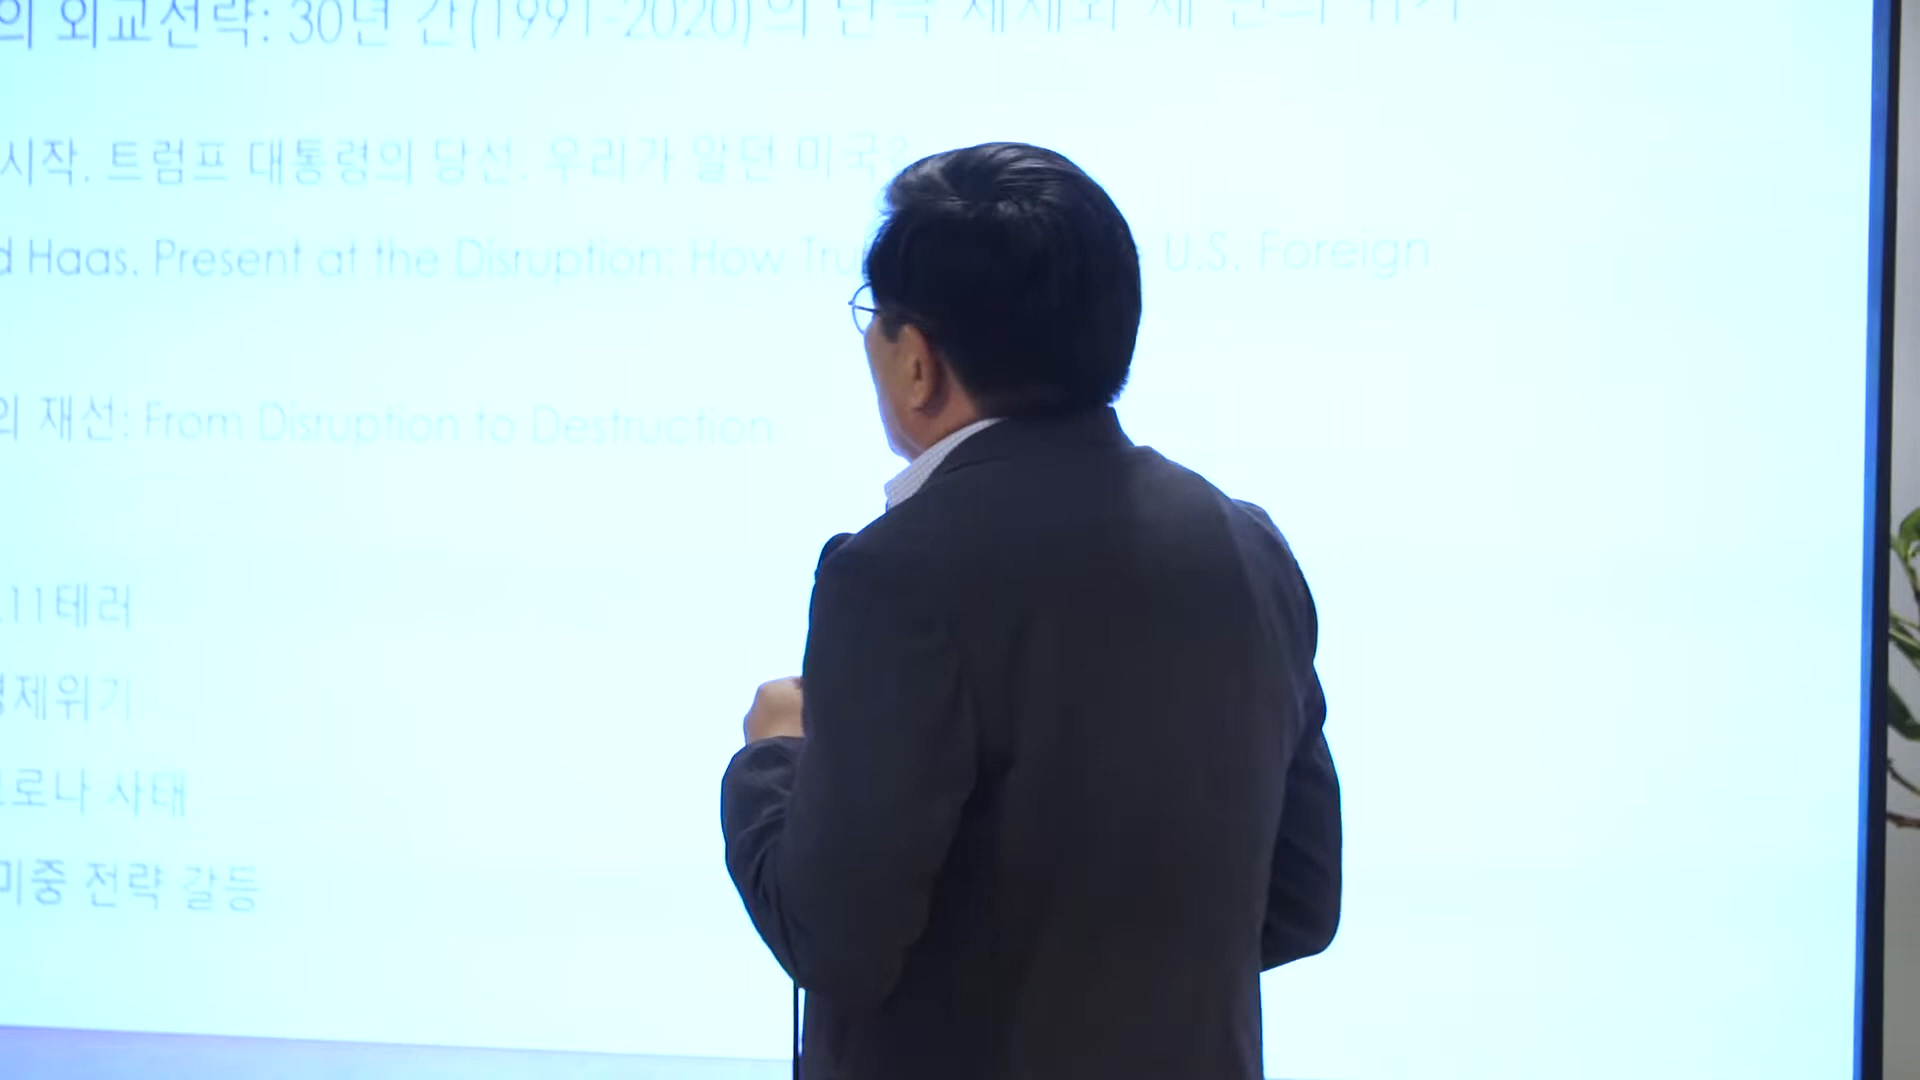 의 외교전략: 30년 간(1991-2020)의 단극 체제와 세 번의 위기
시작. 트럼프 대통령의 당선. 우리가 알던 미국은
d Haas. Present at the Disruption: How U.S. Foreign
의 재선: From Disruption to Destruction
.11테러
경제위기
코로나 사태
미중 전략 갈등